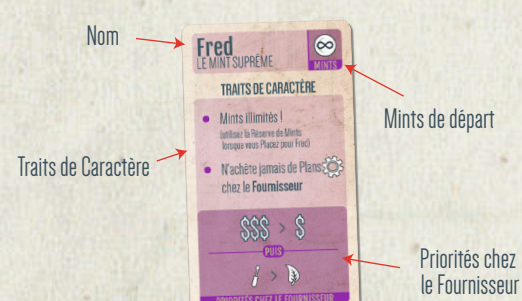 Nom
Fred
LE MINT SUPRÊME
∞
MINTS
TRAITS DE CARACTÈRE
Mints de départ
• Mints illimités !
(utilisez la Réserve de Mints
lorsque vous Placez pour Fred)
Traits de Caractère
• N'achète jamais de Plans
chez le Fournisseur
$$$ > $
PUIS
>
Priorités chez
le Fournisseur
PRIORITÉS CHEZ LE FOURNISSEUR